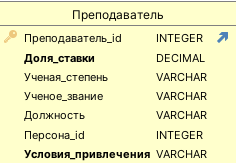 Преподаватель
Преподаватель_id INTEGER
Доля_ставки DECIMAL
Ученая_степень VARCHAR
Ученое_звание VARCHAR
Должность VARCHAR
Персона_id INTEGER
Условия_привлечения VARCHAR